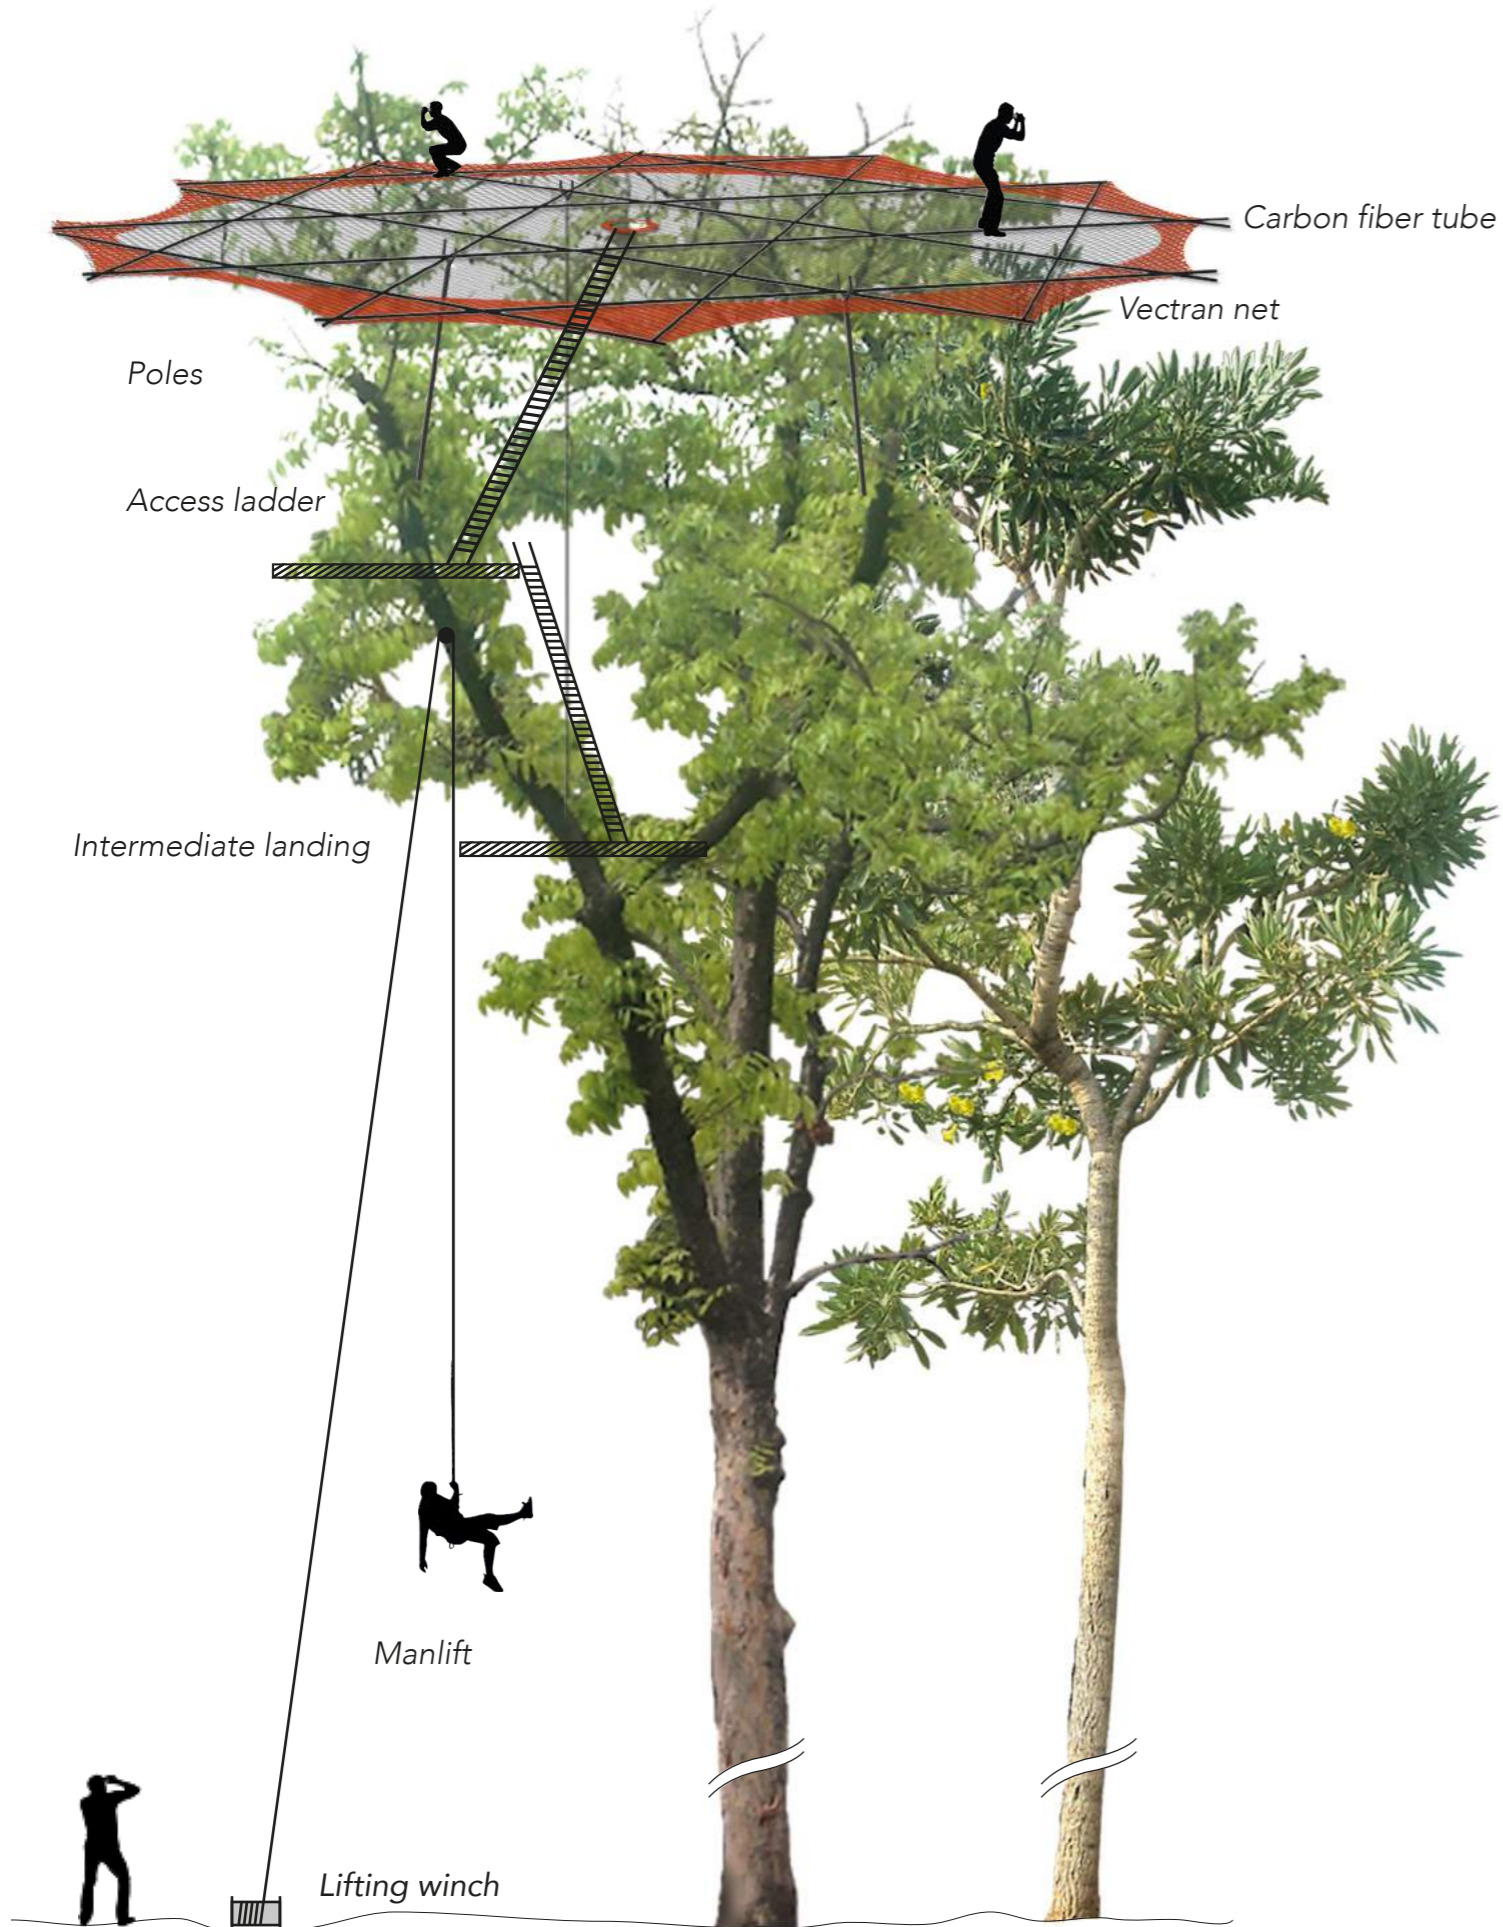 Carbon fiber tube
Vectran net
Poles
Access ladder
Intermediate landing
Manlift
Lifting winch